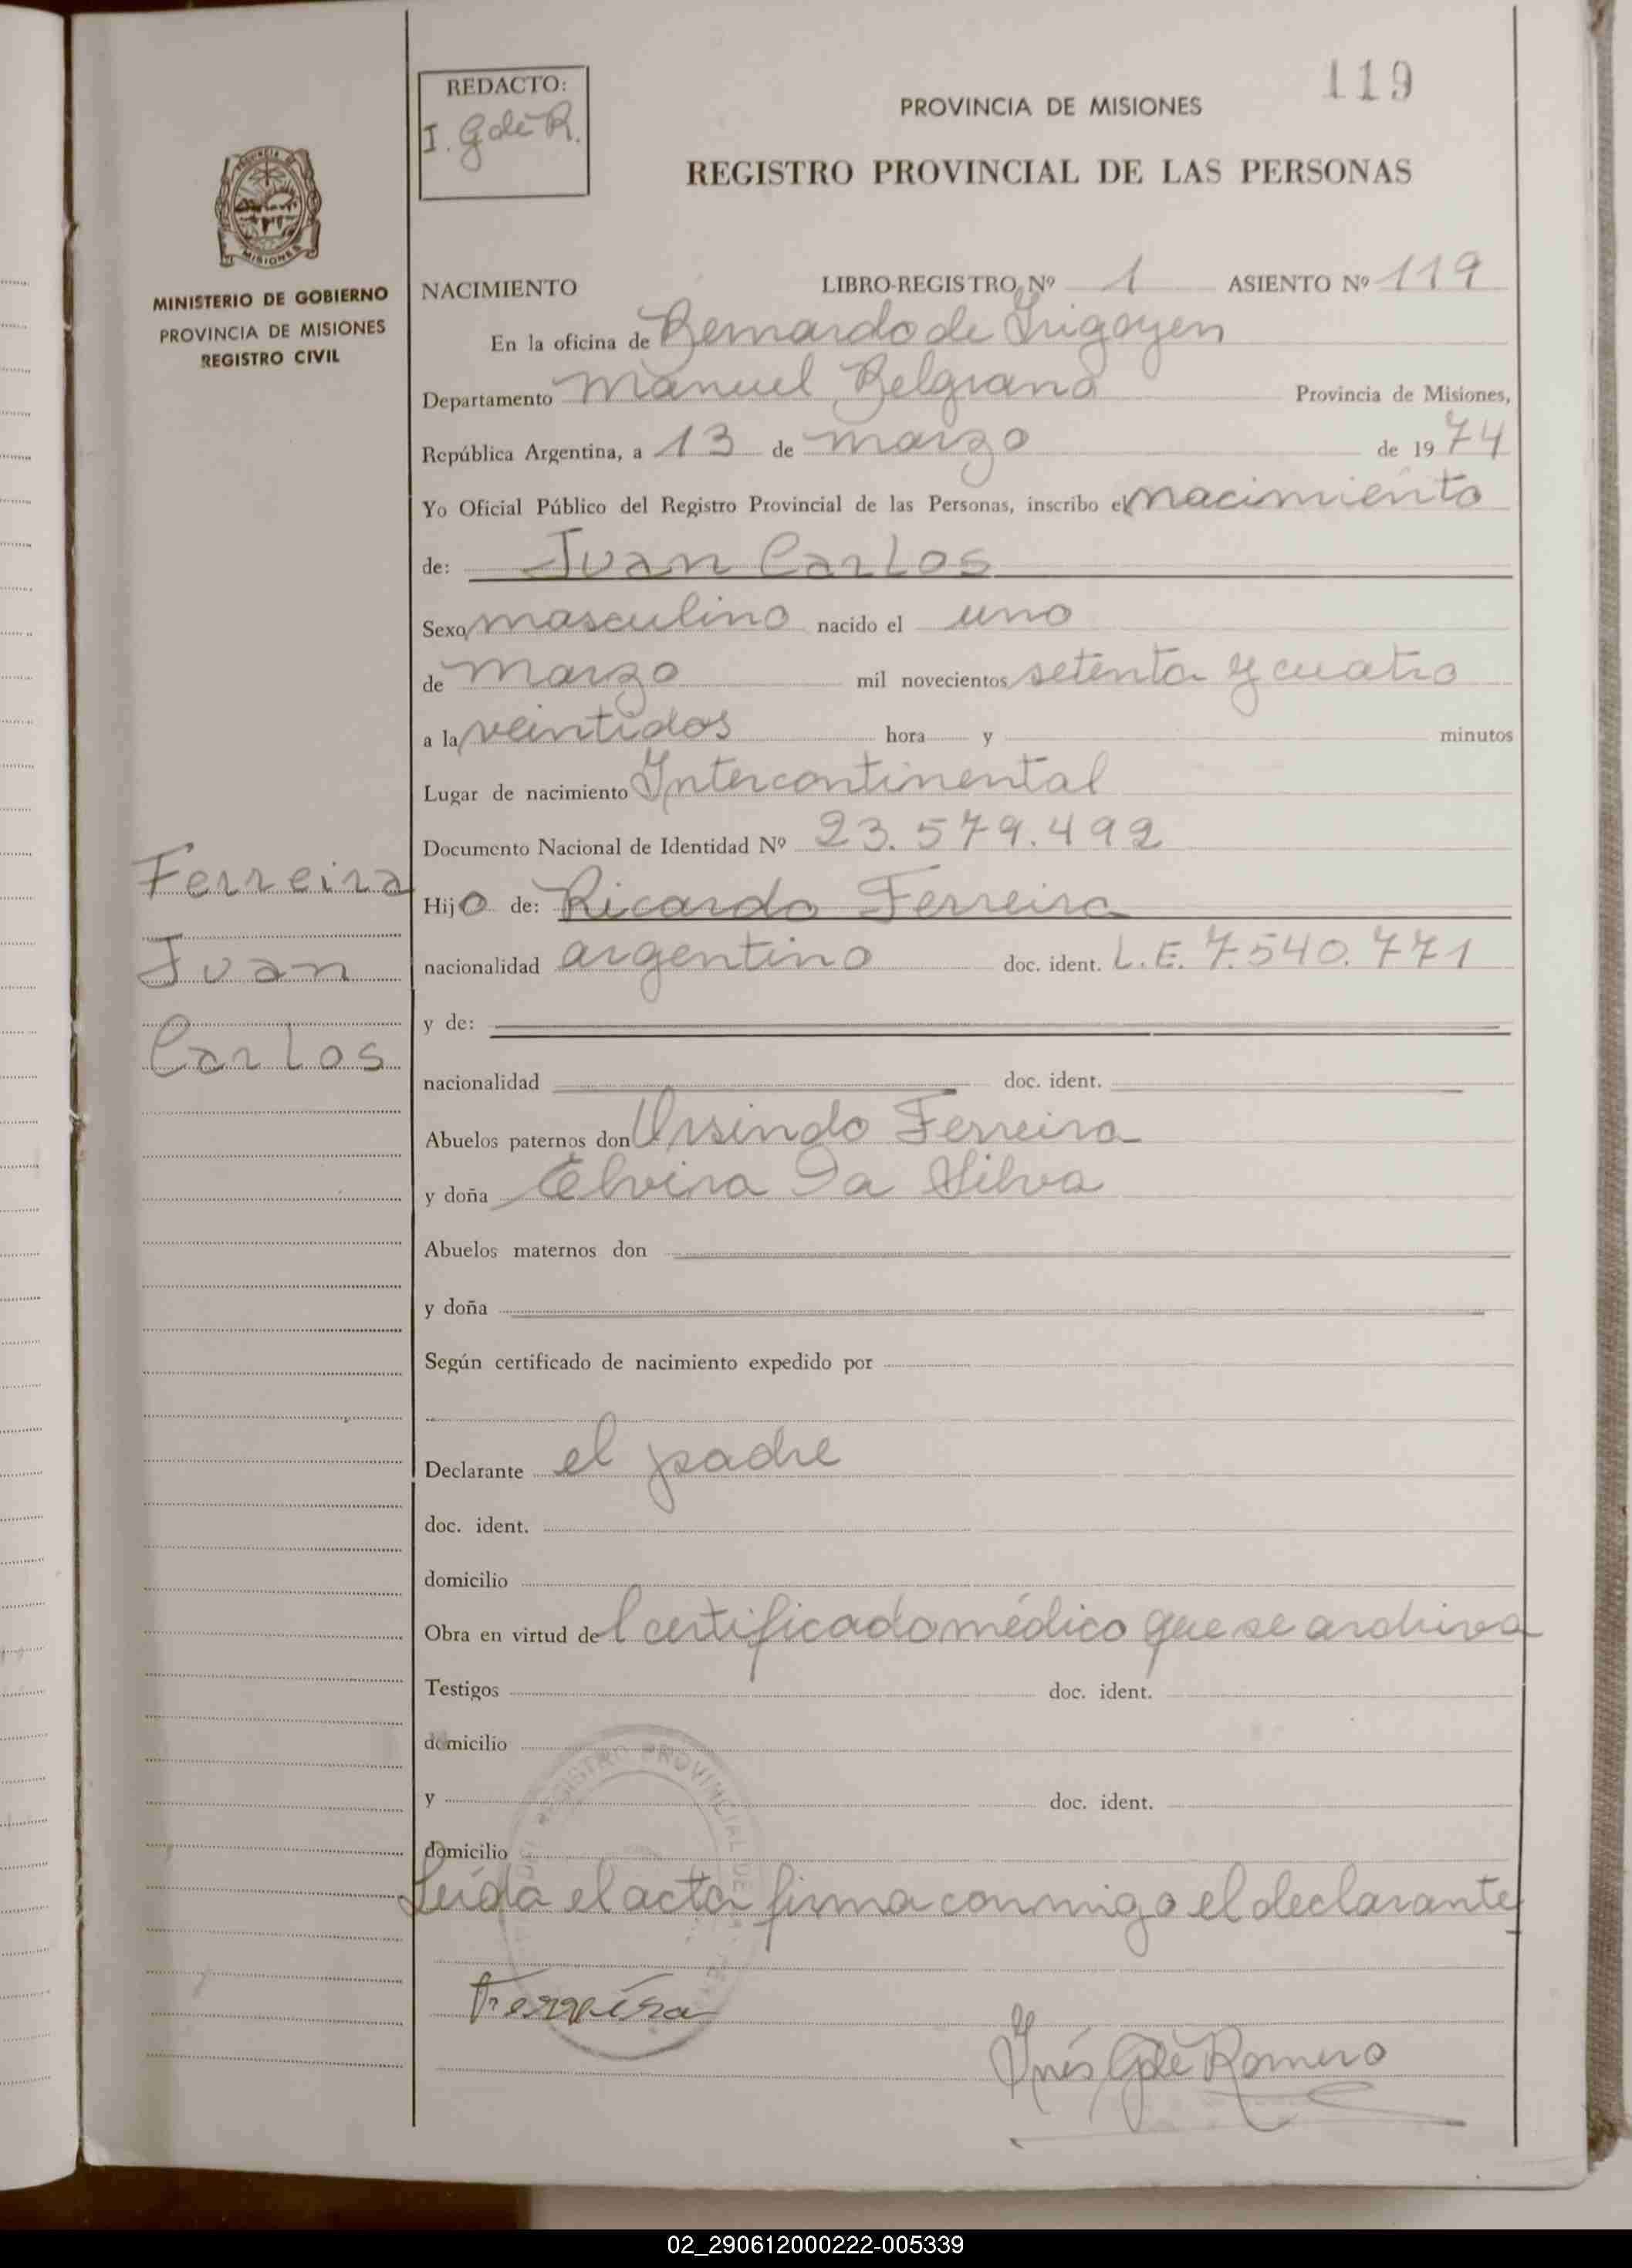 119
REDACTO:
I. G de R.
PROVINCIA DE MISIONES
REGISTRO PROVINCIAL DE LAS PERSONAS
PROVINCIA DE
MISIONES
MINISTERIO DE GOBIERNO
PROVINCIA DE MISIONES
REGISTRO CIVIL
NACIMIENTO LIBRO-REGISTRO Nº 1 ASIENTO Nº 119
En la oficina de Bernardo de Irigoyen
Departamento Manuel Belgrano Provincia de Misiones,
República Argentina, a 13 de marzo de 1974
Yo Oficial Público del Registro Provincial de las Personas, inscribo el nacimiento
de: Juan Carlos
Sexo masculino nacido el uno
de marzo mil novecientos setenta y cuatro
a la veintidos hora y minutos
Lugar de nacimiento Intercontinental
Documento Nacional de Identidad Nº 23.579.492
Ferreira
Juan
Carlos
Hijo de: Ricardo Ferreira
nacionalidad argentino doc. ident. L.E. 7.540.771
y de:
nacionalidad doc. ident.
Abuelos paternos don Ursindo Ferreira
y doña Elvira Da Silva
Abuelos maternos don
y doña
Según certificado de nacimiento expedido por
Declarante el padre
doc. ident.
domicilio
Obra en virtud del certificado médico que se archiva
Testigos doc. ident.
domicilio
y doc. ident.
domicilio
REGISTRO PROVINCIAL DE
Leída el acta firma conmigo el declarante
Ferreira
Inés G de Romero
02_290612000222-005339